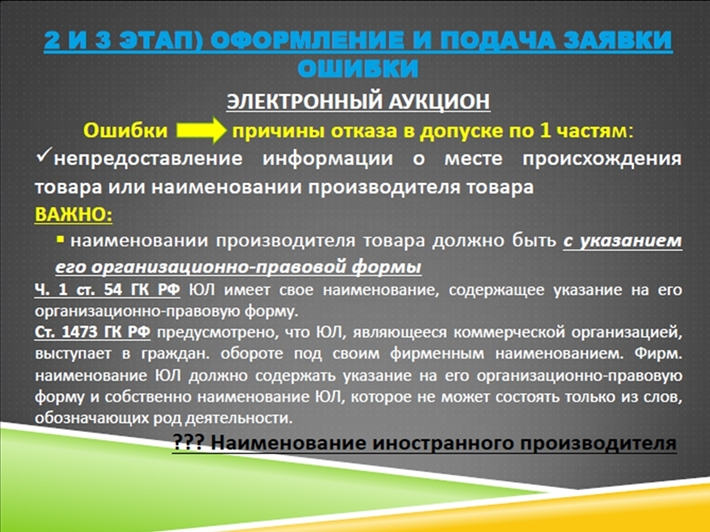 2 И 3 ЭТАП) ОФОРМЛЕНИЕ И ПОДАЧА ЗАЯВКИ
ОШИБКИ
ЭЛЕКТРОННЫЙ АУКЦИОН
Ошибки причины отказа в допуске по 1 частям:
✓непредоставление информации о месте происхождения
товара или наименовании производителя товара
ВАЖНО:
▪ наименовании производителя товара должно быть с указанием
его организационно-правовой формы
Ч. 1 ст. 54 ГК РФ ЮЛ имеет свое наименование, содержащее указание на его
организационно-правовую форму.
Ст. 1473 ГК РФ предусмотрено, что ЮЛ, являющееся коммерческой организацией,
выступает в граждан. обороте под своим фирменным наименованием. Фирм.
наименование ЮЛ должно содержать указание на его организационно-правовую
форму и собственно наименование ЮЛ, которое не может состоять только из слов,
обозначающих род деятельности.
??? Наименование иностранного производителя